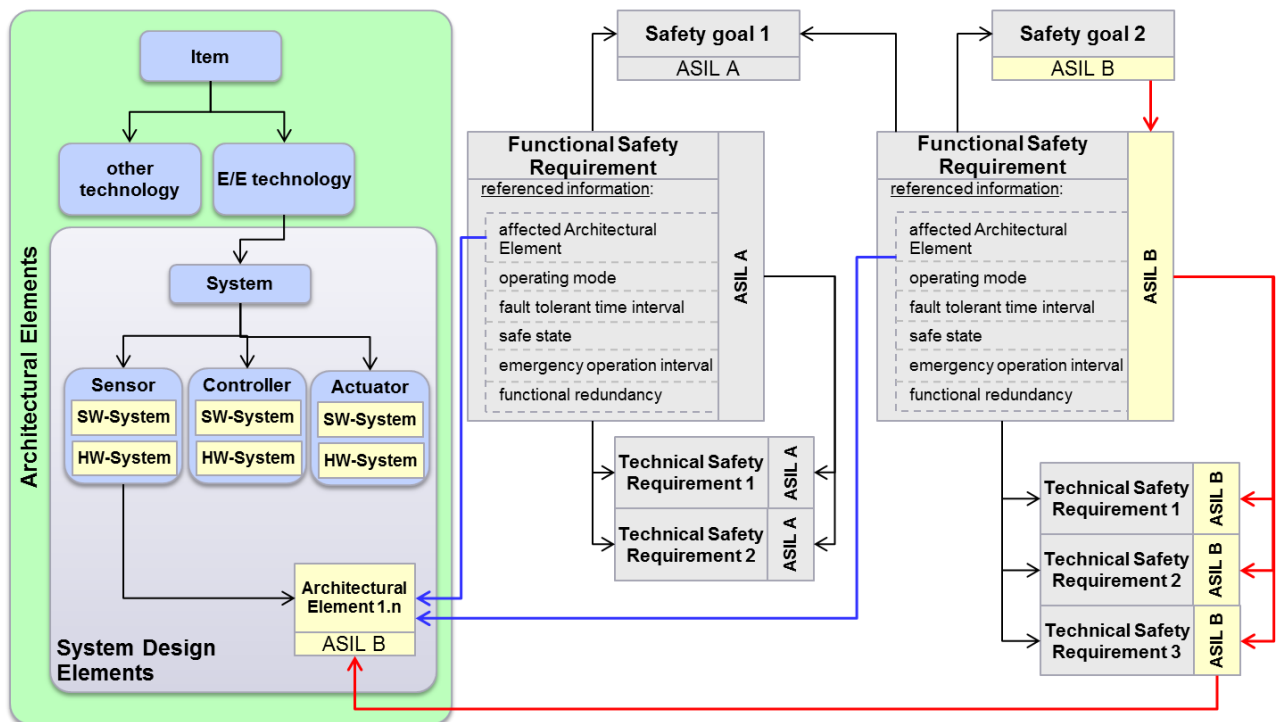 Architectural Elements
Item
other
technology
E/E technology
System
Sensor
SW-System
HW-System
Controller
SW-System
HW-System
Actuator
SW-System
HW-System
Architectural
Element 1.n
ASIL B
System Design
Elements
Safety goal 1
ASIL A
Safety goal 2
ASIL B
Functional Safety
Requirement
referenced information:
affected Architectural
Element
operating mode
fault tolerant time interval
safe state
emergency operation interval
functional redundancy
ASIL A
Technical Safety
Requirement 1
ASIL A
Technical Safety
Requirement 2
ASIL A
Functional Safety
Requirement
referenced information:
affected Architectural
Element
operating mode
fault tolerant time interval
safe state
emergency operation interval
functional redundancy
ASIL B
Technical Safety
Requirement 1
ASIL B
Technical Safety
Requirement 2
ASIL B
Technical Safety
Requirement 3
ASIL B